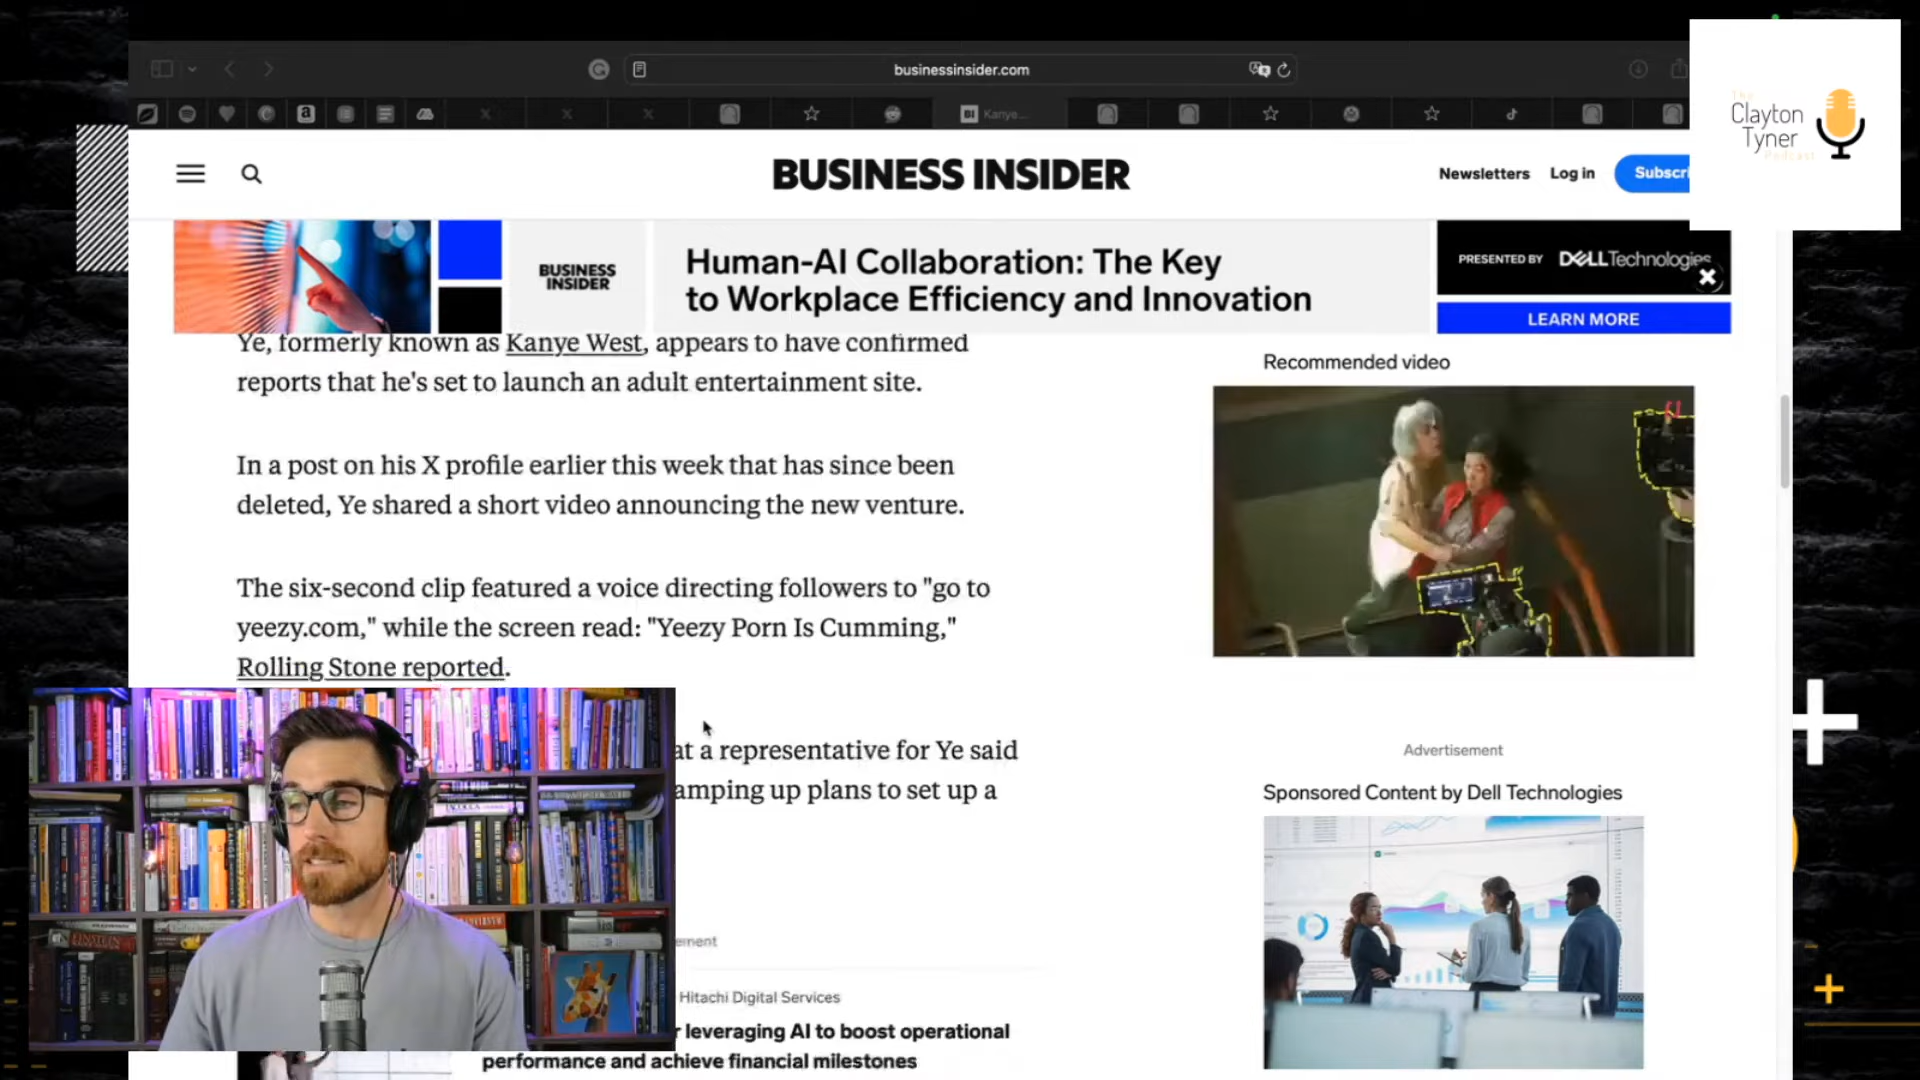 businessinsider.com
Kanye...
The
Clayton
Tyner
Podcast
BUSINESS INSIDER
Newsletters
Log in
Subscri
BUSINESS
INSIDER
Human-AI Collaboration: The Key
to Workplace Efficiency and Innovation
PRESENTED BY DELLTechnologies
LEARN MORE
Ye, formerly known as Kanye West, appears to have confirmed
reports that he's set to launch an adult entertainment site.
In a post on his X profile earlier this week that has since been
deleted, Ye shared a short video announcing the new venture.
The six-second clip featured a voice directing followers to "go to
yeezy.com," while the screen read: "Yeezy Porn Is Cumming,"
Rolling Stone reported.
at a representative for Ye said
amping up plans to set up a
ement
Hitachi Digital Services
r leveraging AI to boost operational
performance and achieve financial milestones
Recommended video
Advertisement
Sponsored Content by Dell Technologies
EINSTEIN